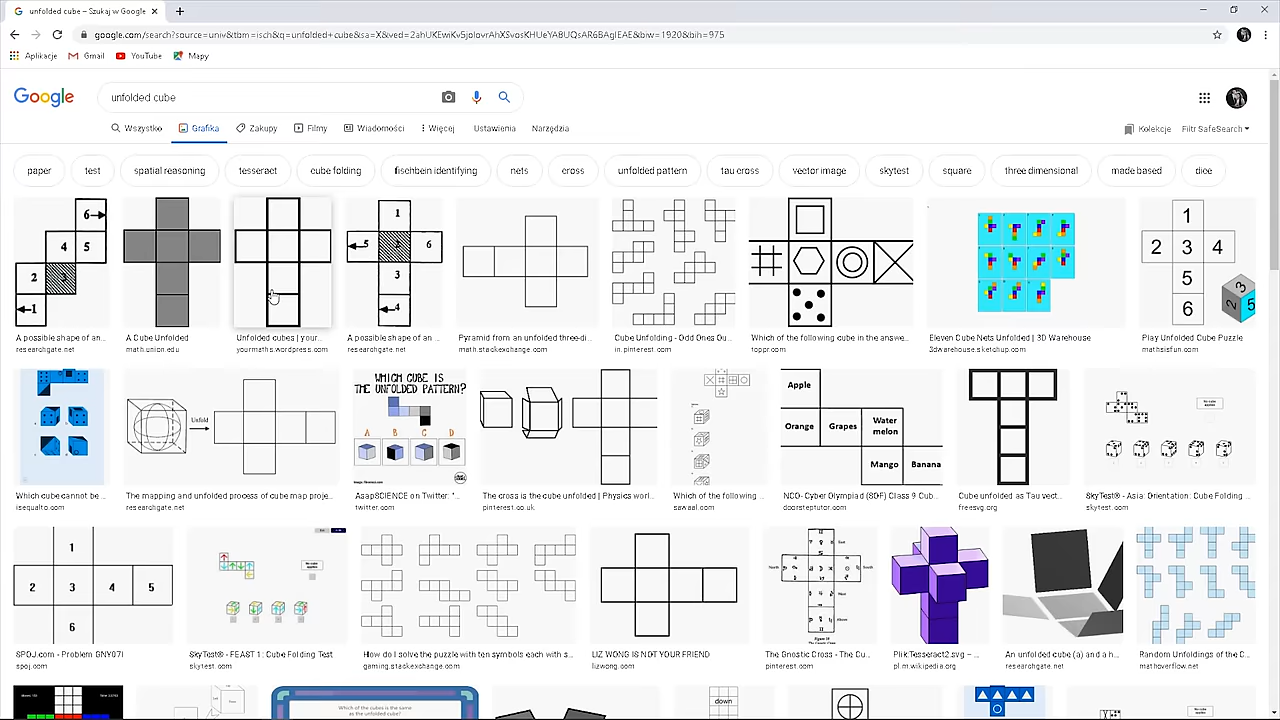 unfolded cube – Szukaj w Google
google.com/search?source=univ&tbm=isch&q=unfolded+cube&sa=X&ved=
Aplikacje Gmail YouTube Mapy
Google
unfolded cube
Wszystko Grafika Zakupy Filmy Wiadomości Więcej Ustawienia Narzędzia Kolekcje Filtr SafeSearch
paper test spatial reasoning tesseract cube folding fischbein identifying nets cross unfolded pattern tau cross vector image skytest square three dimensional made based dice
6
4 5
2
1
1
5 6
3
4
1
2 3 4
5
6
3
2 5
A possible shape of an... A Cube Unfolded Unfolded cubes | your... A possible shape of an ... Pyramid from an unfolded three-di... Cube Unfolding - Odd Ones Ou... Which of the following cube in the answe... Eleven Cube Nets Unfolded | 3D Warehouse Play Unfolded Cube Puzzle
researchgate.net math.union.edu yourmaths.wordpress.com researchgate.net math.stackexchange.com in.pinterest.com toppr.com 3dwarehouse.sketchup.com mathsisfun.com
Unfold
WHICH CUBE IS
THE UNFOLDED PATTERN?
A B C D
Apple
Orange Grapes Water
melon
Mango Banana
Which cube cannot be ... The mapping and unfolded process of cube map proje... AsapSCIENCE on Twitter: "... The cross is the cube unfolded | Physics worl... Which of the following ... NCO-Cyber Olympiad (SOF) Class 9 Cub... Cube unfolded as Tau vect... SkyTest® - Asia: Orientation: Cube Folding ...
isequalto.com researchgate.net twitter.com pinterest.co.uk sawaal.com doorsteptutor.com freesvg.org skytest.com
1
2 3 4 5
6
SPOJ.com - Problem GNY07I SkyTest® - FEAST 1: Cube Folding Test How do I solve the puzzle with ten symbols each with s... LIZ WONG IS NOT YOUR FRIEND The Gnostic Cross - The Cu... Plik:Tesseract2.svg – ... An unfolded cube (a) and a h... Random Unfoldings of the C...
spoj.com skytest.com gaming.stackexchange.com lizwong.com pinterest.com pl.m.wikipedia.org researchgate.net mathoverflow.net
Which of the cubes is the same
as the unfolded cube?
down